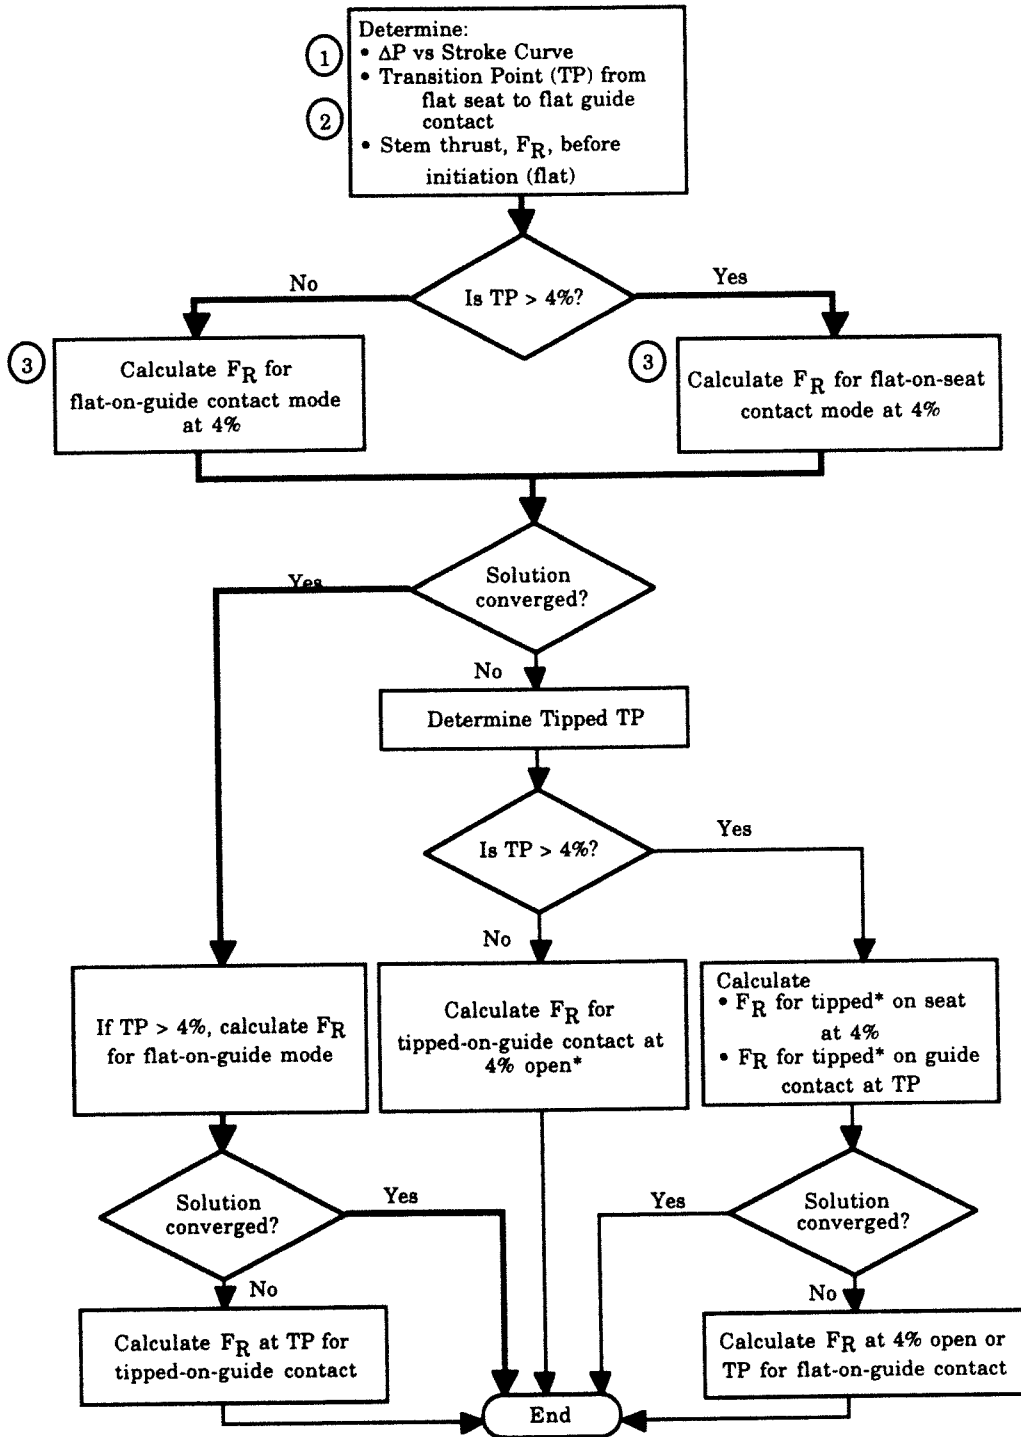 Determine:
① • ΔP vs Stroke Curve
• Transition Point (TP) from
flat seat to flat guide
② contact
• Stem thrust, FR, before
initiation (flat)
Is TP > 4%?
No
Yes
③ Calculate FR for
flat-on-guide contact mode
at 4%
③ Calculate FR for flat-on-seat
contact mode at 4%
Solution
converged?
Yes
No
Determine Tipped TP
Is TP > 4%?
Yes
No
If TP > 4%, calculate FR
for flat-on-guide mode
Calculate FR for
tipped-on-guide contact at
4% open*
Calculate
• FR for tipped* on seat
at 4%
• FR for tipped* on guide
contact at TP
Solution
converged?
Yes
No
Yes
Solution
converged?
No
Calculate FR at TP for
tipped-on-guide contact
Calculate FR at 4% open or
TP for flat-on-guide contact
End